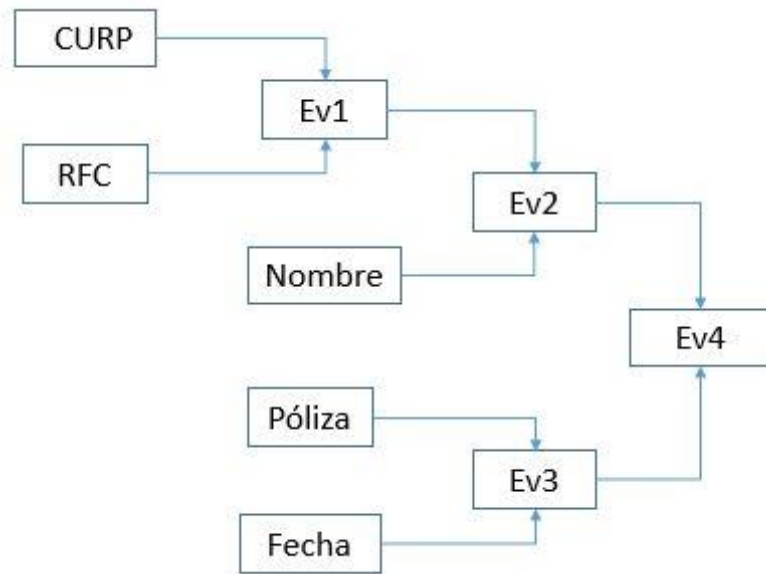 CURP
Ev1
RFC
Ev2
Nombre
Ev4
Póliza
Ev3
Fecha